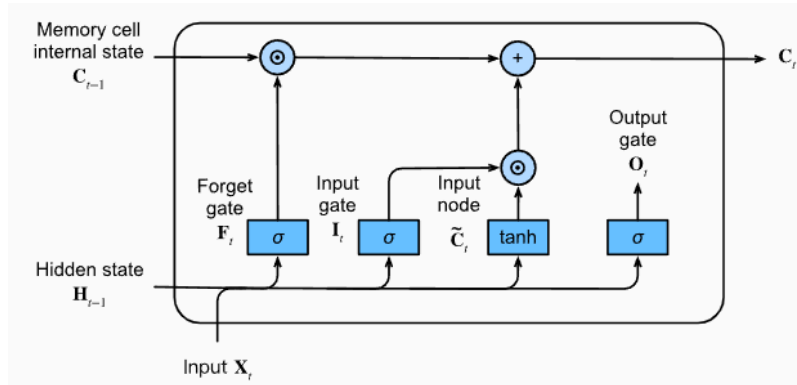 Memory cell
internal state
C_{t−1}
⊙
+
C_t
Output
gate
O_t
⊙
Forget
gate
F_t
σ
Input
gate
I_t
σ
Input
node
C̃_t
tanh
σ
Hidden state
H_{t−1}
Input X_t